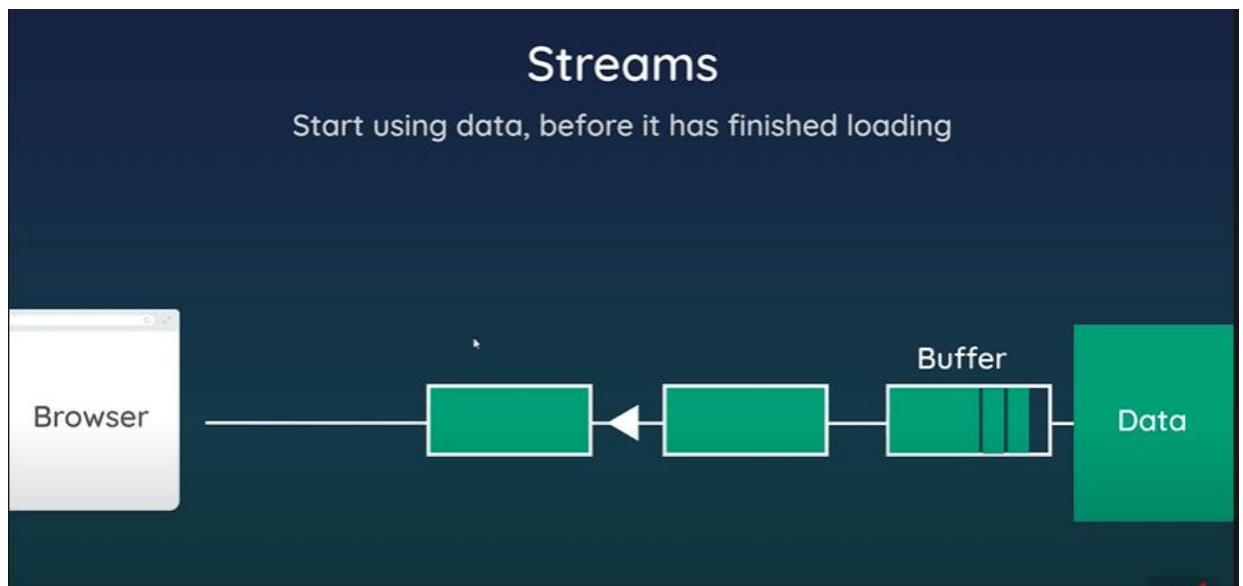 Streams
Start using data, before it has finished loading
Buffer
Browser
Data